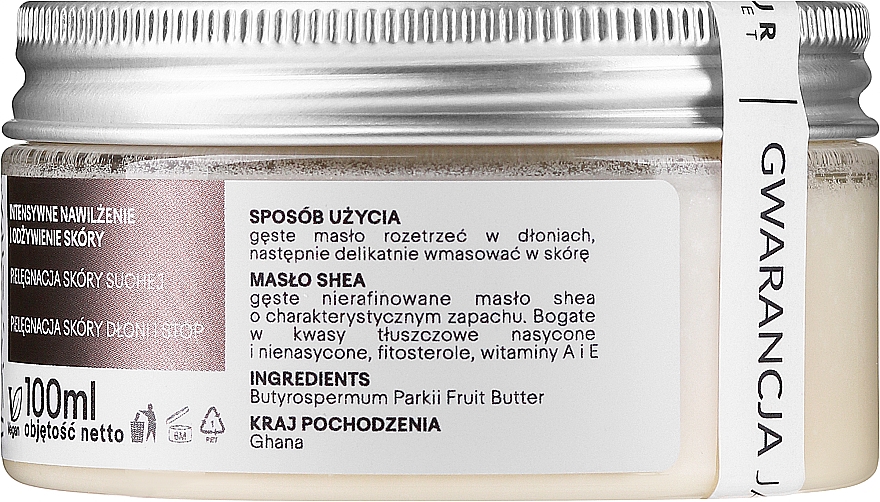 INTENSYWNE NAWILŻENIE
I ODŻYWIENIE SKÓRY
PIELĘGNACJA SKÓRY SUCHEJ
PIELĘGNACJA SKÓRY DŁONI I STÓP
vegan
100ml
objętość netto
6M
SPOSÓB UŻYCIA
gęste masło rozetrzeć w dłoniach,
następnie delikatnie wmasować w skórę
MASŁO SHEA
gęste nierafinowane masło shea
o charakterystycznym zapachu. Bogate
w kwasy tłuszczowe nasycone
i nienasycone, fitosterole, witaminy A i E
INGREDIENTS
Butyrospermum Parkii Fruit Butter
KRAJ POCHODZENIA
Ghana
GWARANCJA